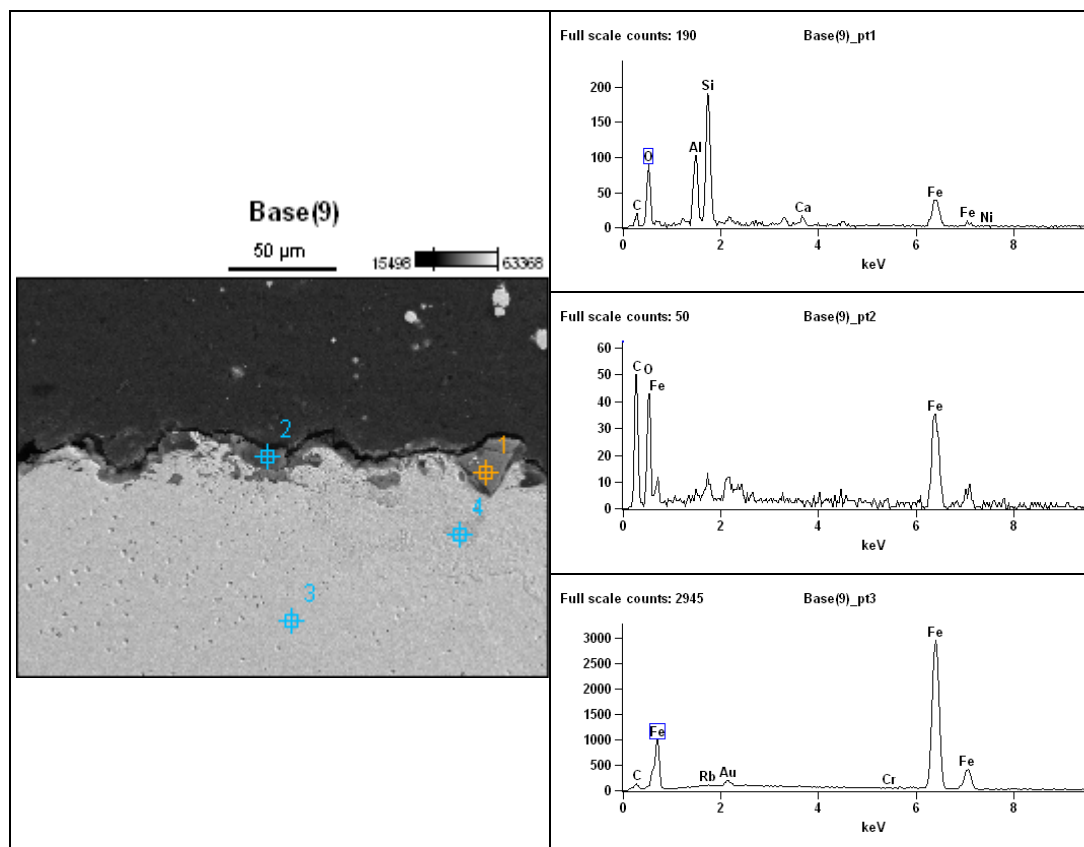 Base(9)
50 µm
15498 63368
2
1
4
3
Full scale counts: 190 Base(9)_pt1
200
150
100
50
0
C
O
Al
Si
Ca
Fe
Fe
Ni
0 2 4 6 8
keV
Full scale counts: 50 Base(9)_pt2
60
50
40
30
20
10
0
C
O
Fe
Fe
0 2 4 6 8
keV
Full scale counts: 2945 Base(9)_pt3
3000
2500
2000
1500
1000
500
0
C
Fe
Rb
Au
Cr
Fe
Fe
0 2 4 6 8
keV